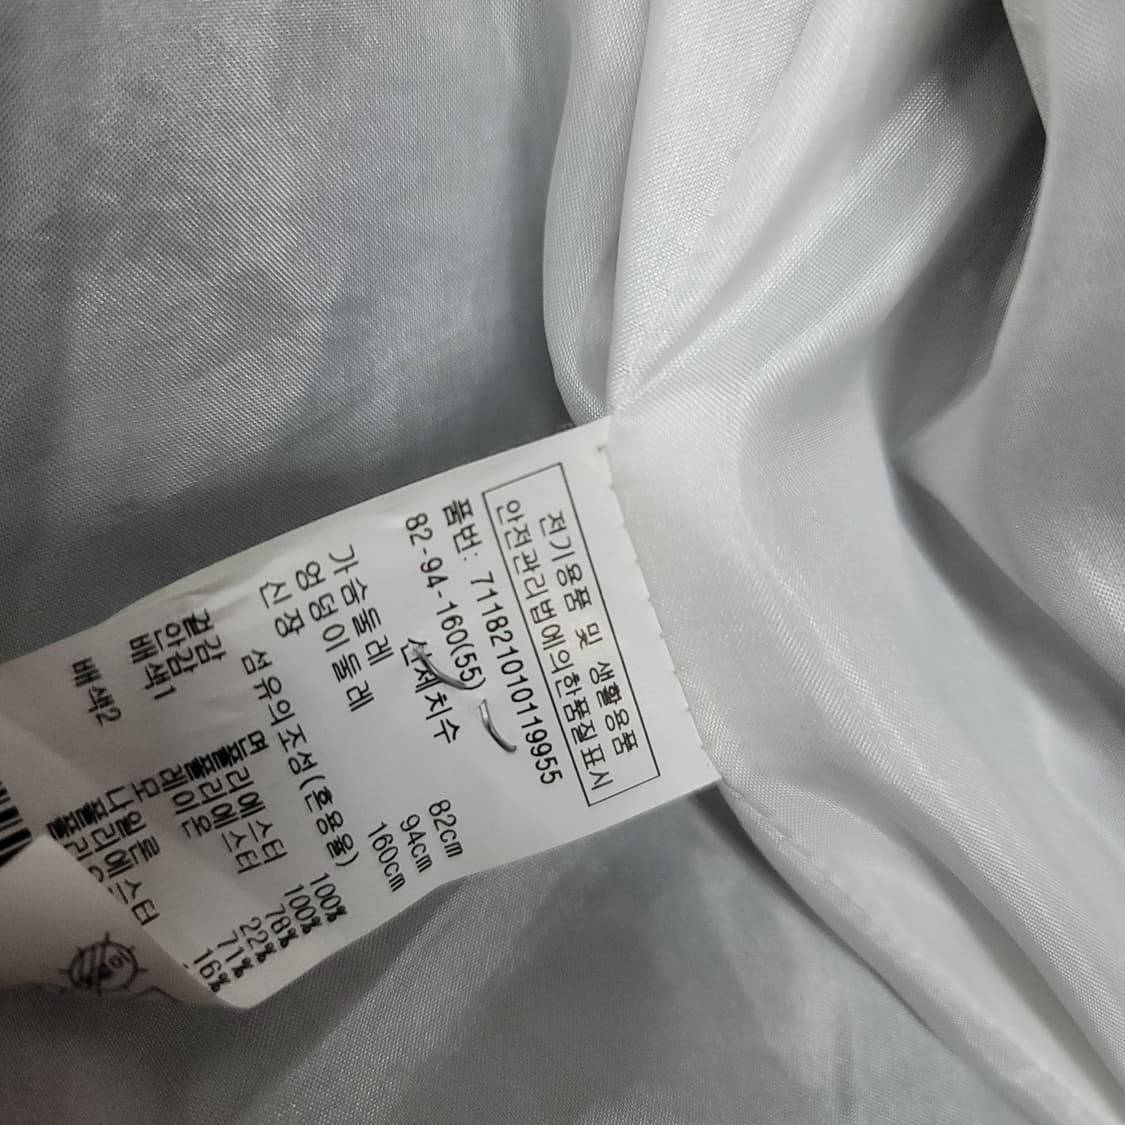 전기용품 및 생활용품
안전관리법에의한품질표시
품번: 7118210101 19955
82-94-160(55)
신체치수
가슴둘레 82cm
엉덩이둘레 94cm
신장 160cm
섬유의조성(혼용율)
겉감 면 100%
안감 폴리에스터 100%
배색1 폴리에스터 78%
레이온 22%
배색2 모 71%
나일론 16%
폴리에스터